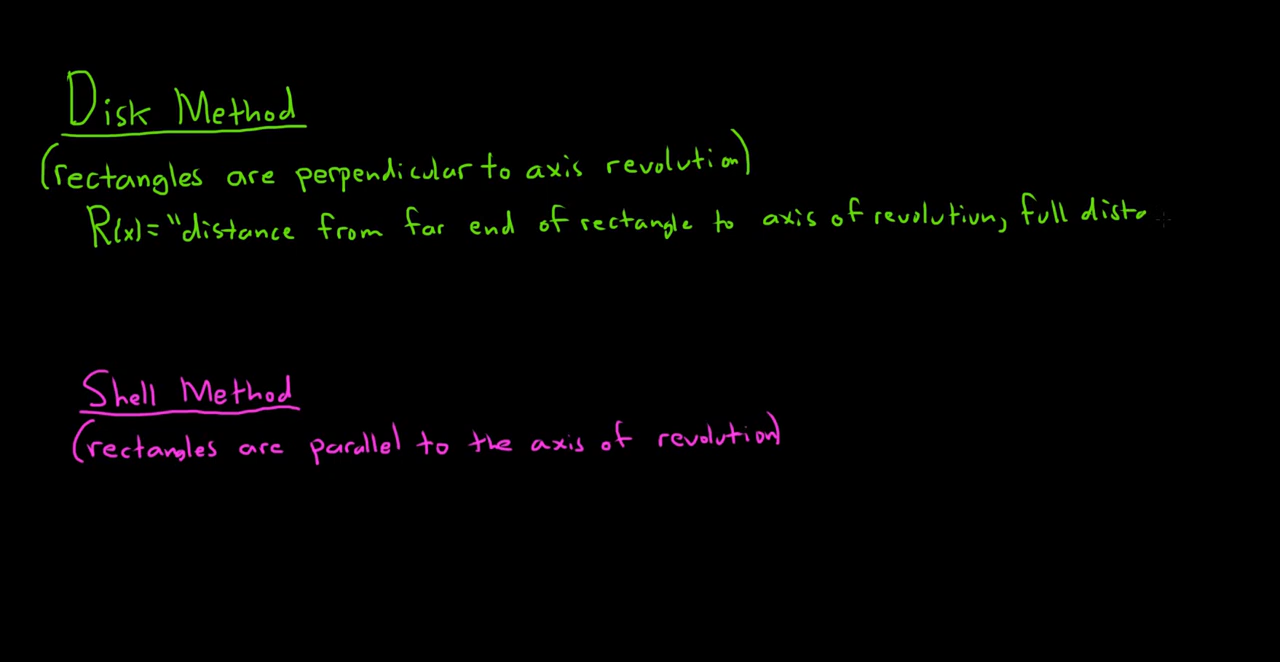 Disk Method
(rectangles are perpendicular to axis revolution)
R(x)="distance from far end of rectangle to axis of revolution, full dista
Shell Method
(rectangles are parallel to the axis of revolution)